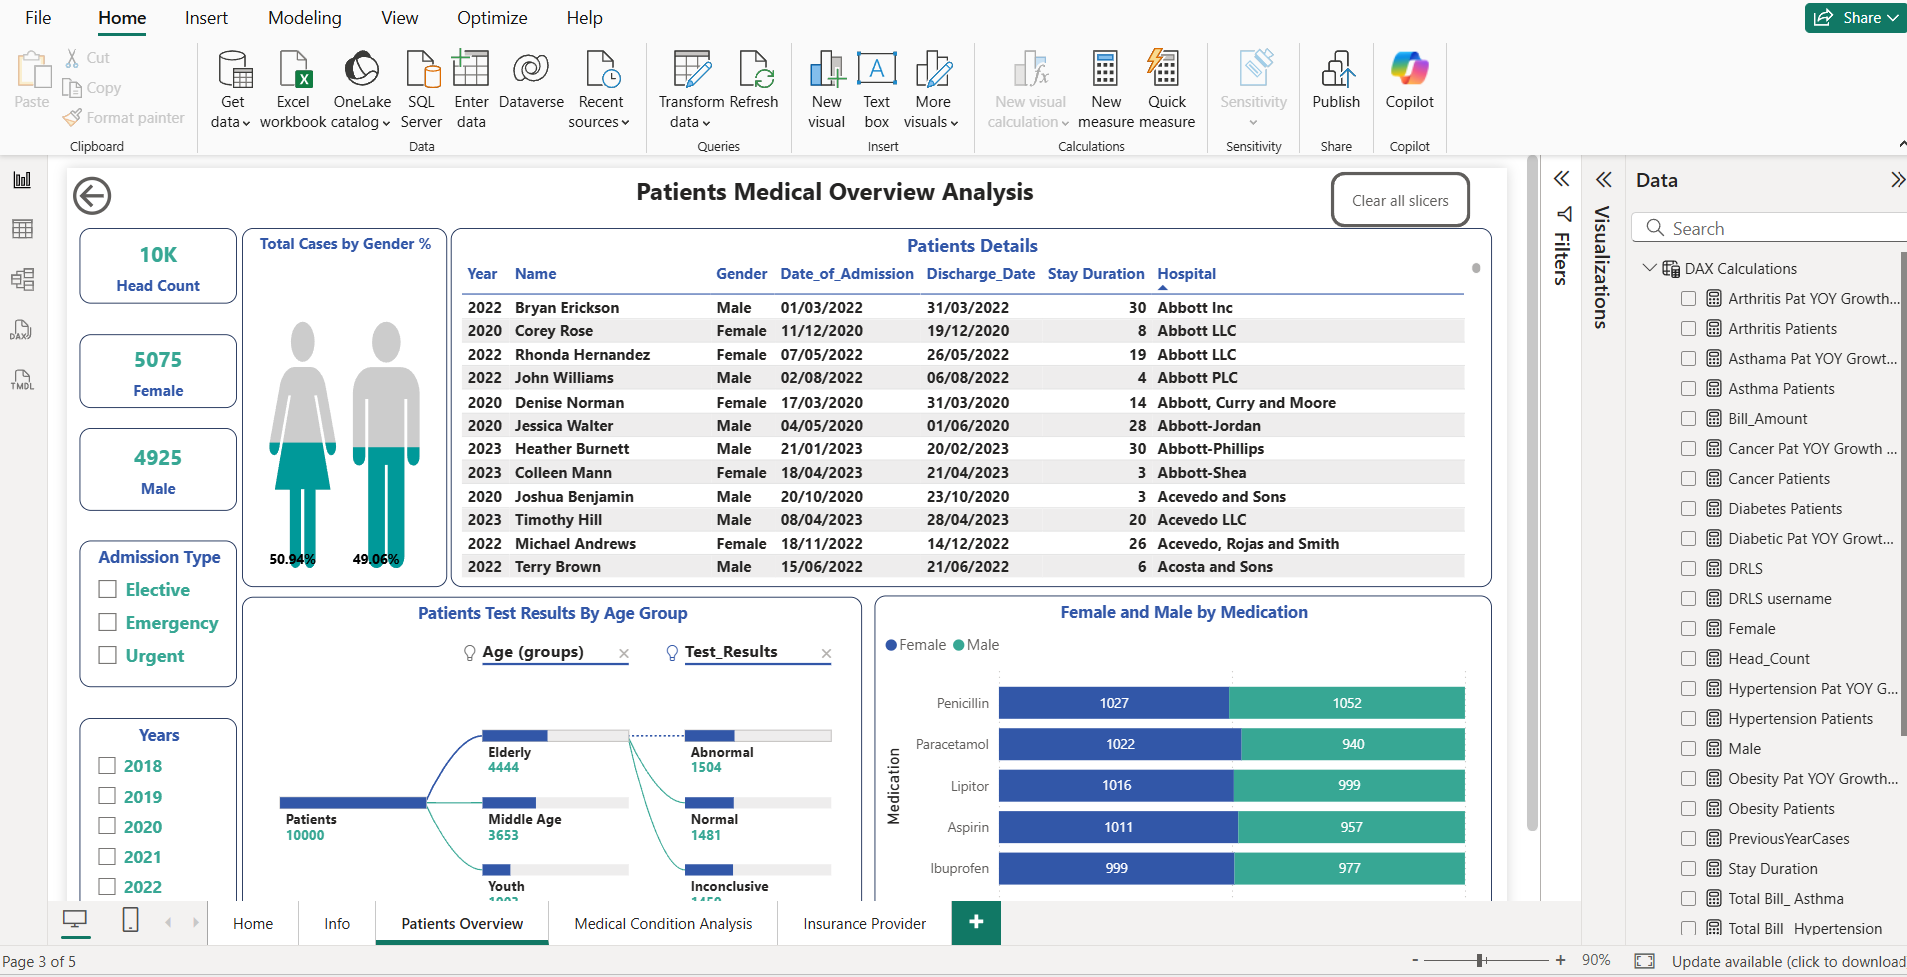 File Home Insert Modeling View Optimize Help Share
Paste Cut
Copy
Format painter
Clipboard
Get data
Excel workbook
OneLake catalog
SQL Server
Enter data
Dataverse
Recent sources
Data
Transform data
Refresh
Queries
New visual
Text box
More visuals
Insert
New visual calculation
New measure
Quick measure
Calculations
Sensitivity
Sensitivity
Publish
Share
Copilot
Copilot
DAX
TMDL
Patients Medical Overview Analysis
Clear all slicers
10K
Head Count
5075
Female
4925
Male
Admission Type
Elective
Emergency
Urgent
Years
2018
2019
2020
2021
2022
Total Cases by Gender %
50.94% 49.06%
Patients Details
Year Name Gender Date_of_Admission Discharge_Date Stay Duration Hospital
2022 Bryan Erickson Male 01/03/2022 31/03/2022 30 Abbott Inc
2020 Corey Rose Female 11/12/2020 19/12/2020 8 Abbott LLC
2022 Rhonda Hernandez Female 07/05/2022 26/05/2022 19 Abbott LLC
2022 John Williams Male 02/08/2022 06/08/2022 4 Abbott PLC
2020 Denise Norman Female 17/03/2020 31/03/2020 14 Abbott, Curry and Moore
2020 Jessica Walter Male 04/05/2020 01/06/2020 28 Abbott-Jordan
2023 Heather Burnett Male 21/01/2023 20/02/2023 30 Abbott-Phillips
2023 Colleen Mann Female 18/04/2023 21/04/2023 3 Abbott-Shea
2020 Joshua Benjamin Male 20/10/2020 23/10/2020 3 Acevedo and Sons
2023 Timothy Hill Male 08/04/2023 28/04/2023 20 Acevedo LLC
2022 Michael Andrews Female 18/11/2022 14/12/2022 26 Acevedo, Rojas and Smith
2022 Terry Brown Male 15/06/2022 21/06/2022 6 Acosta and Sons
Patients Test Results By Age Group
Age (groups) Test_Results
Patients
10000
Elderly
4444
Middle Age
3653
Youth
Abnormal
1504
Normal
1481
Inconclusive
Female and Male by Medication
Female Male
Medication
Penicillin 1027 1052
Paracetamol 1022 940
Lipitor 1016 999
Aspirin 1011 957
Ibuprofen 999 977
Filters
Visualizations
Data
Search
DAX Calculations
Arthritis Pat YOY Growth...
Arthritis Patients
Asthama Pat YOY Growt...
Asthma Patients
Bill_Amount
Cancer Pat YOY Growth ...
Cancer Patients
Diabetes Patients
Diabetic Pat YOY Growt...
DRLS
DRLS username
Female
Head_Count
Hypertension Pat YOY G...
Hypertension Patients
Male
Obesity Pat YOY Growth...
Obesity Patients
PreviousYearCases
Stay Duration
Total Bill_ Asthma
Total Bill_ Hypertension
Home Info Patients Overview Medical Condition Analysis Insurance Provider +
Page 3 of 5
- + 90% Update available (click to download